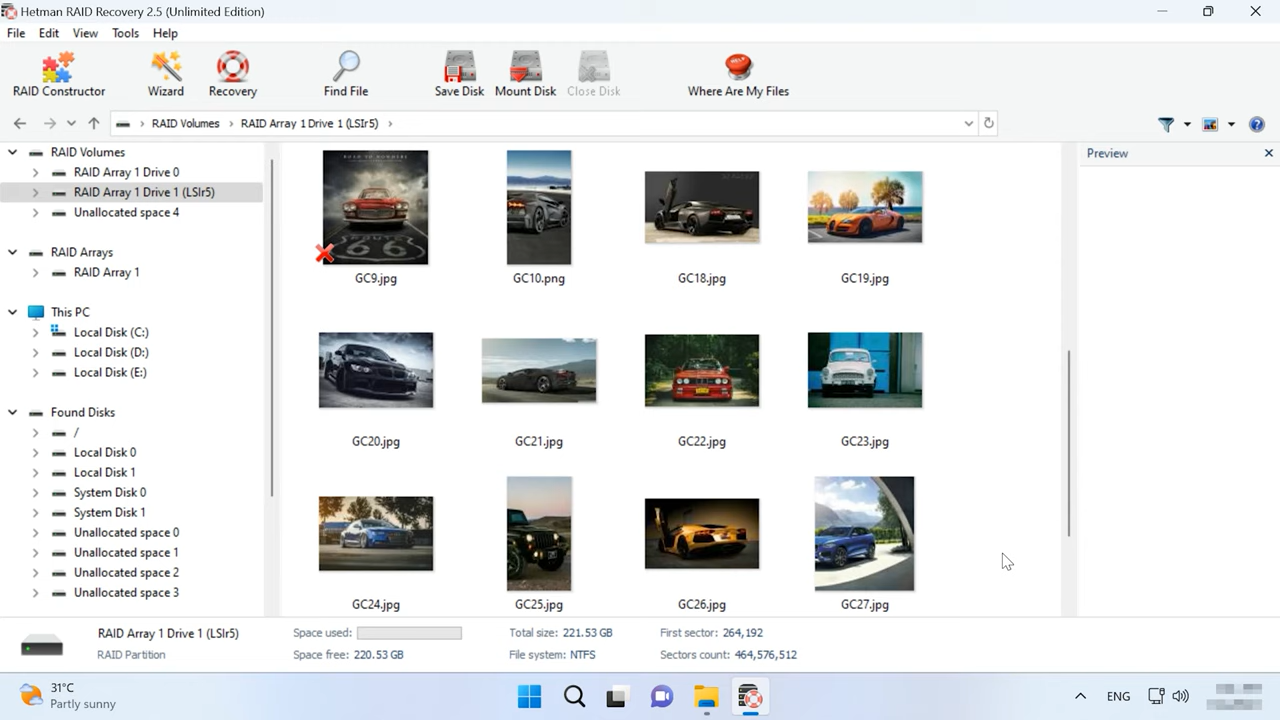 Hetman RAID Recovery 2.5 (Unlimited Edition)
File Edit View Tools Help
RAID Constructor Wizard Recovery Find File Save Disk Mount Disk Close Disk Where Are My Files
RAID Volumes RAID Array 1 Drive 1 (LSIr5)
RAID Volumes
RAID Array 1 Drive 0
RAID Array 1 Drive 1 (LSIr5)
Unallocated space 4
RAID Arrays
RAID Array 1
This PC
Local Disk (C:)
Local Disk (D:)
Local Disk (E:)
Found Disks
/
Local Disk 0
Local Disk 1
System Disk 0
System Disk 1
Unallocated space 0
Unallocated space 1
Unallocated space 2
Unallocated space 3
ROAD TO NOWHERE
ROUTE
66
GC9.jpg GC10.png GC18.jpg GC19.jpg
GC20.jpg GC21.jpg GC22.jpg GC23.jpg
GC24.jpg GC25.jpg GC26.jpg GC27.jpg
Preview
RAID Array 1 Drive 1 (LSIr5)
RAID Partition
Space used:
Space free: 220.53 GB
Total size: 221.53 GB
File system: NTFS
First sector: 264,192
Sectors count: 464,576,512
31°C
Partly sunny
ENG